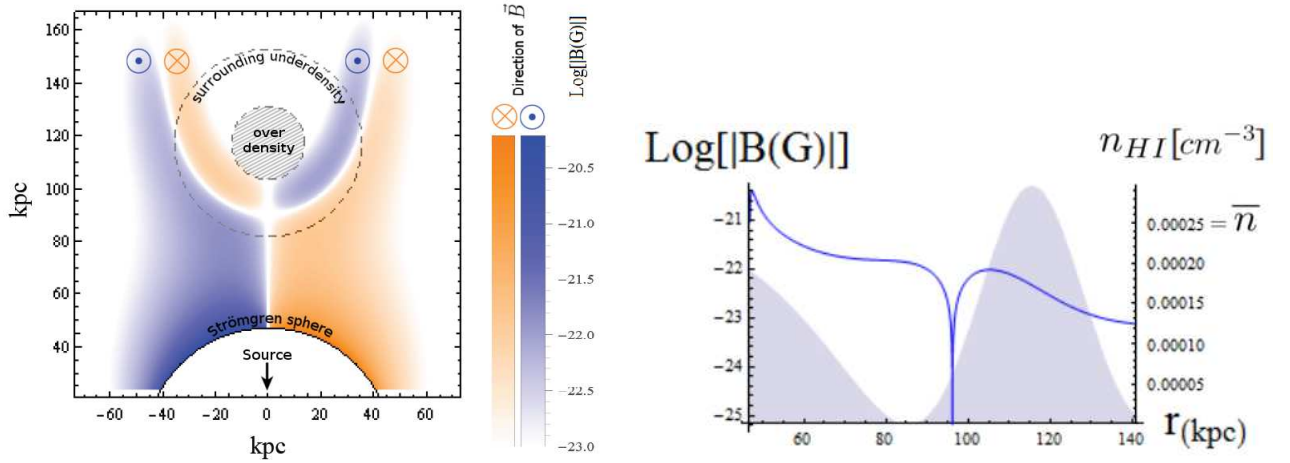 160
140
120
100
80
60
40
kpc
−60
−40
−20
0
20
40
60
kpc
surrounding underdensity
over
density
Strömgren sphere
Source
Direction of B⃗
Log[|B(G)|]
−20.5
−21.0
−21.5
−22.0
−22.5
−23.0
Log[|B(G)|]
n_HI [cm⁻³]
−21
−22
−23
−24
−25
60
80
100
120
140
r(kpc)
0.00025 = n̅
0.00020
0.00015
0.00010
0.00005